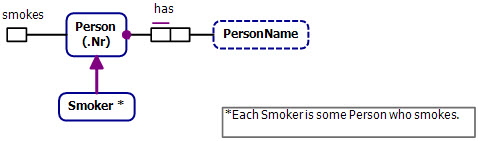 smokes
has
Person
(.Nr)
PersonName
Smoker *
*Each Smoker is some Person who smokes.